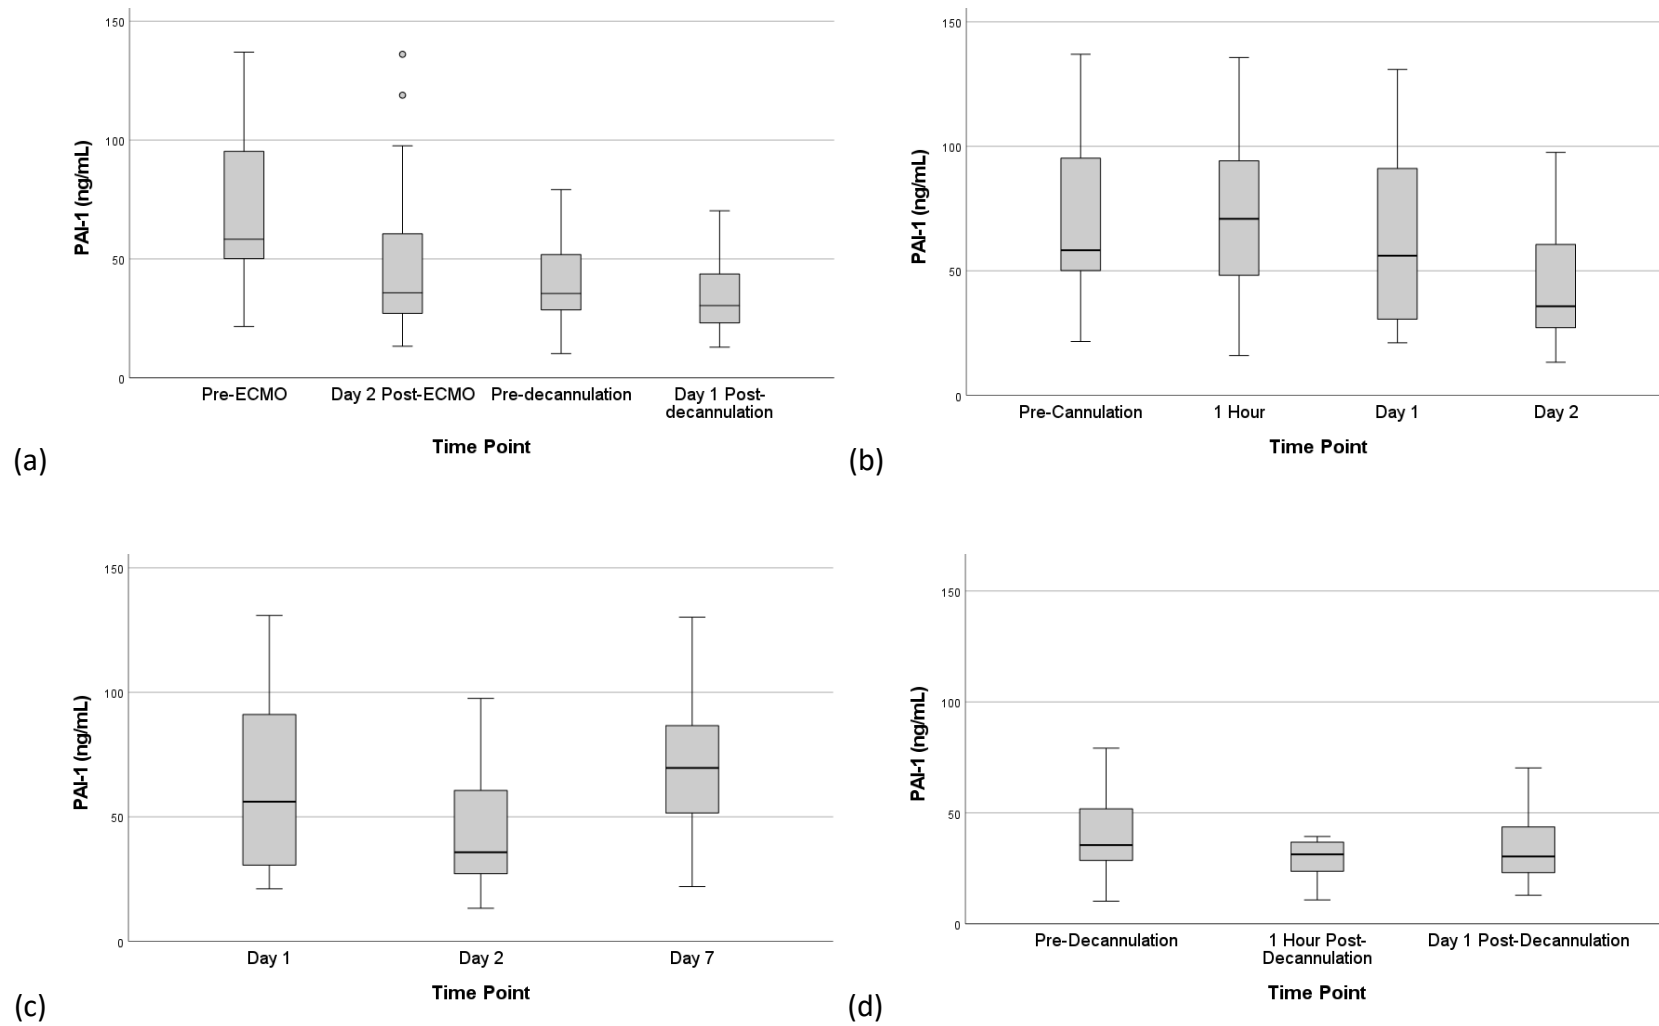 150
100
50
0
PAI-1 (ng/mL)
Pre-ECMO
Day 2 Post-ECMO
Pre-decannulation
Day 1 Post-
decannulation
Time Point
(a)
150
100
50
0
PAI-1 (ng/mL)
Pre-Cannulation
1 Hour
Day 1
Day 2
Time Point
(b)
150
100
50
0
PAI-1 (ng/mL)
Day 1
Day 2
Day 7
Time Point
(c)
150
100
50
0
PAI-1 (ng/mL)
Pre-Decannulation
1 Hour Post-
Decannulation
Day 1 Post-Decannulation
Time Point
(d)